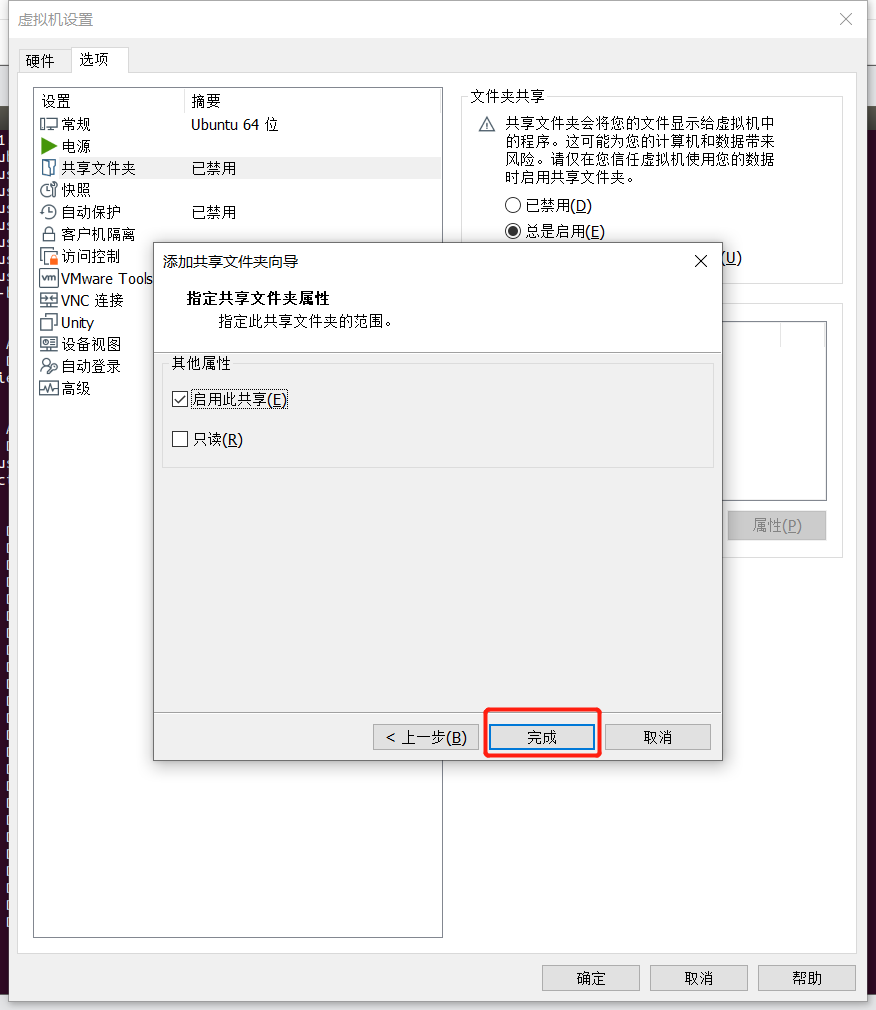 虚拟机设置
硬件 选项
设置 摘要
常规 Ubuntu 64 位
电源
共享文件夹 已禁用
快照
自动保护 已禁用
客户机隔离
访问控制
VMware Tools
VNC 连接
Unity
设备视图
自动登录
高级
文件夹共享
共享文件夹会将您的文件显示给虚拟机中
的程序。这可能为您的计算机和数据带来
风险。请仅在您信任虚拟机使用您的数据
时启用共享文件夹。
已禁用(D)
总是启用(E)
(U)
添加共享文件夹向导
指定共享文件夹属性
指定此共享文件夹的范围。
其他属性
启用此共享(E)
只读(R)
属性(P)
< 上一步(B) 完成 取消
确定 取消 帮助